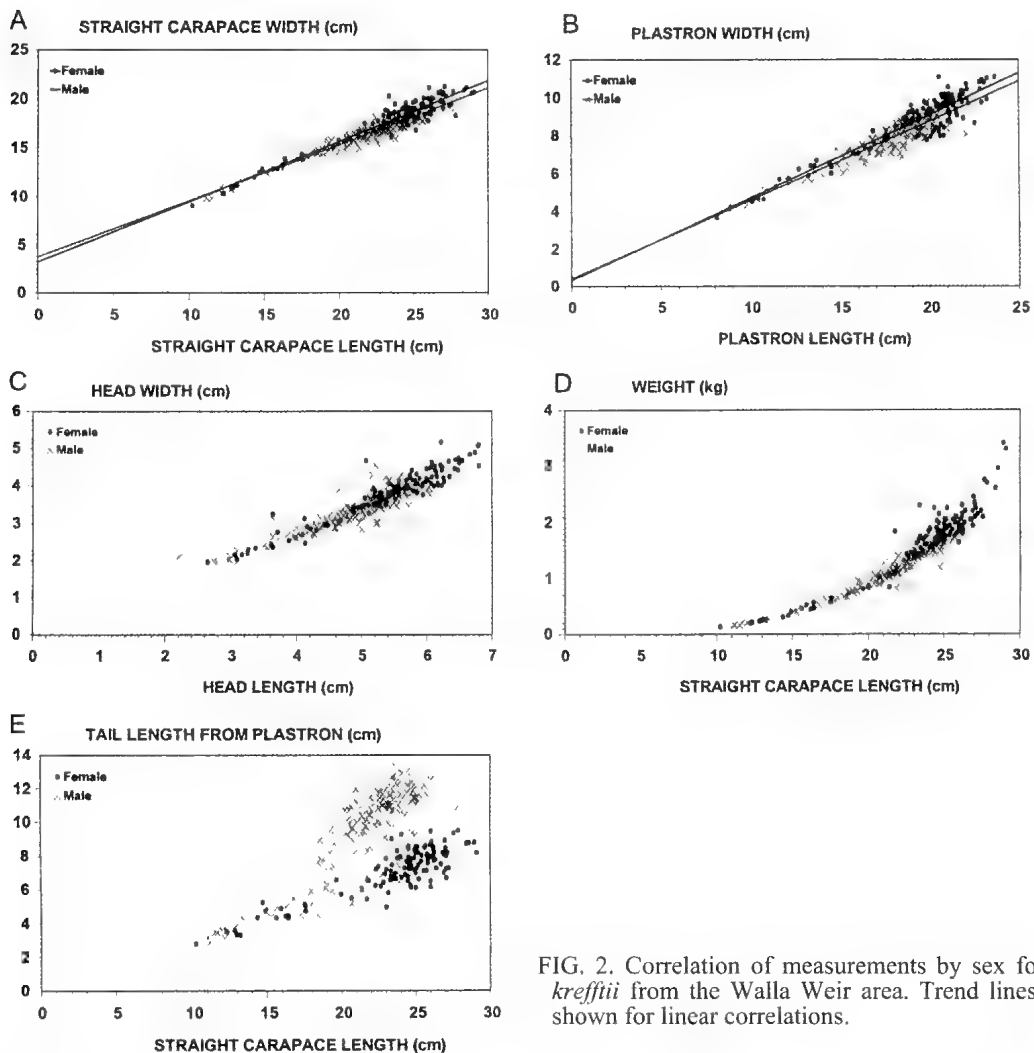 A
STRAIGHT CARAPACE WIDTH (cm)
25
20
15
10
5
0
Female
Male
0 5 10 15 20 25 30
STRAIGHT CARAPACE LENGTH (cm)
B
PLASTRON WIDTH (cm)
12
10
8
6
4
2
0
Female
Male
0 5 10 15 20 25
PLASTRON LENGTH (cm)
C
HEAD WIDTH (cm)
6
5
4
3
2
1
0
Female
Male
0 1 2 3 4 5 6 7
HEAD LENGTH (cm)
D
WEIGHT (kg)
4
3
2
1
0
Female
Male
0 5 10 15 20 25 30
STRAIGHT CARAPACE LENGTH (cm)
E
TAIL LENGTH FROM PLASTRON (cm)
14
12
10
8
6
4
2
0
Female
Male
0 5 10 15 20 25 30
STRAIGHT CARAPACE LENGTH (cm)
FIG. 2. Correlation of measurements by sex fo
krefftii from the Walla Weir area. Trend lines
shown for linear correlations.